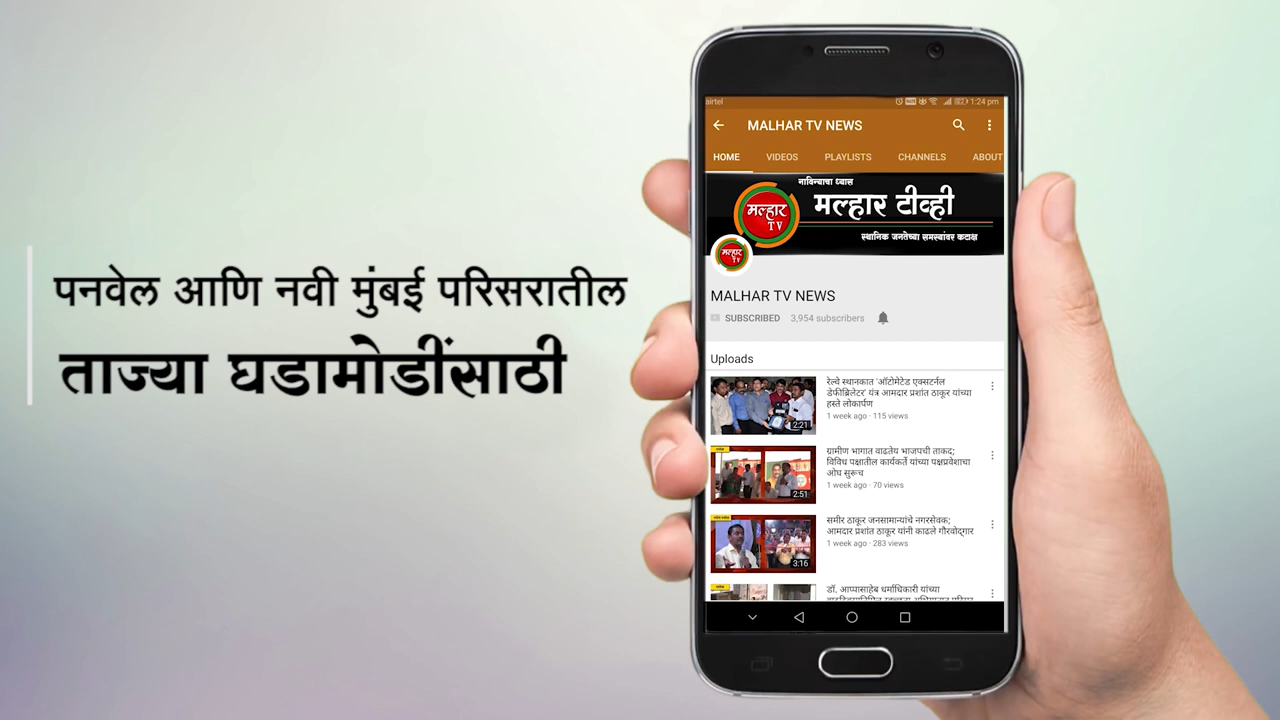 पनवेल आणि नवी मुंबई परिसरातील
ताज्या घडामोडींसाठी
airtel
1:24 pm
MALHAR TV NEWS
HOME VIDEOS PLAYLISTS CHANNELS ABOUT
नाविन्याचा ध्यास
मल्हार टीव्ही
मल्हार
TV
स्थानिक जनतेच्या समस्यांवर कटाक्ष
मल्हार
TV
MALHAR TV NEWS
SUBSCRIBED 3,954 subscribers
Uploads
रेल्वे स्थानकात 'ऑटोमेटेड एक्सटर्नल
डेफीब्रिलेटर' यंत्र आमदार प्रशांत ठाकूर यांच्या
हस्ते लोकार्पण
1 week ago · 115 views
2:21
ग्रामीण भागात वाढतेय भाजपची ताकद;
विविध पक्षातील कार्यकर्ते यांच्या पक्षप्रवेशाचा
ओघ सुरूच
1 week ago · 70 views
2:51
समीर ठाकूर जनसामान्यांचे नगरसेवक;
आमदार प्रशांत ठाकूर यांनी काढले गौरवोद्गार
1 week ago · 283 views
3:16
डॉ. आप्पासाहेब धर्माधिकारी यांच्या